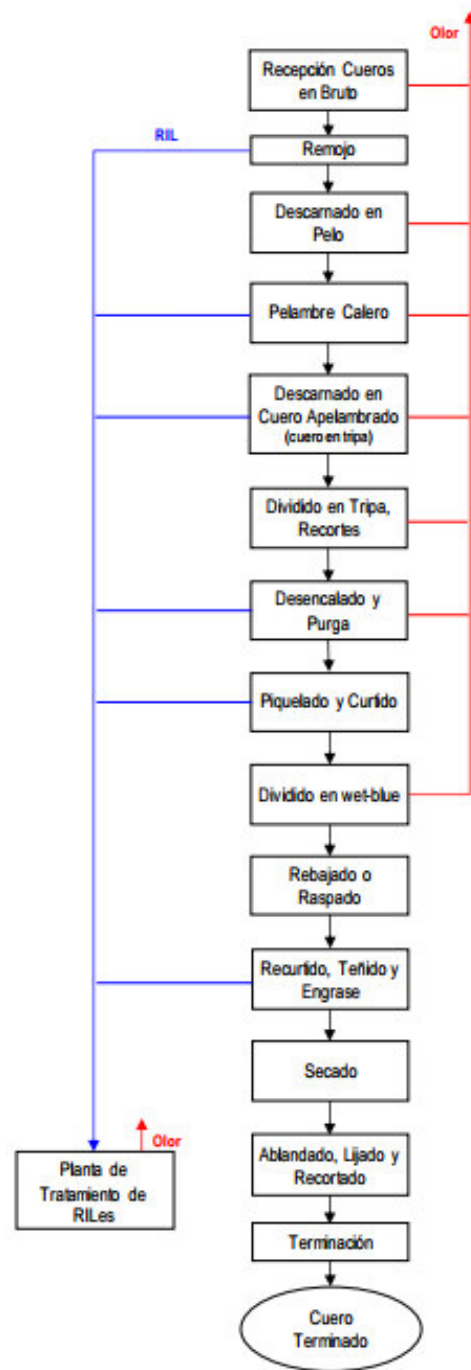 Olor
Recepción Cueros
en Bruto
RIL
Remojo
Descarnado en
Pelo
Pelambre Calero
Descarnado en
Cuero Apelambrado
(cuero en tripa)
Dividido en Tripa,
Recortes
Desencalado y
Purga
Piquelado y Curtido
Dividido en wet-blue
Rebajado o
Raspado
Recurtido, Teñido y
Engrase
Secado
Olor
Planta de
Tratamiento de
RILes
Ablandado, Lijado y
Recortado
Terminación
Cuero
Terminado